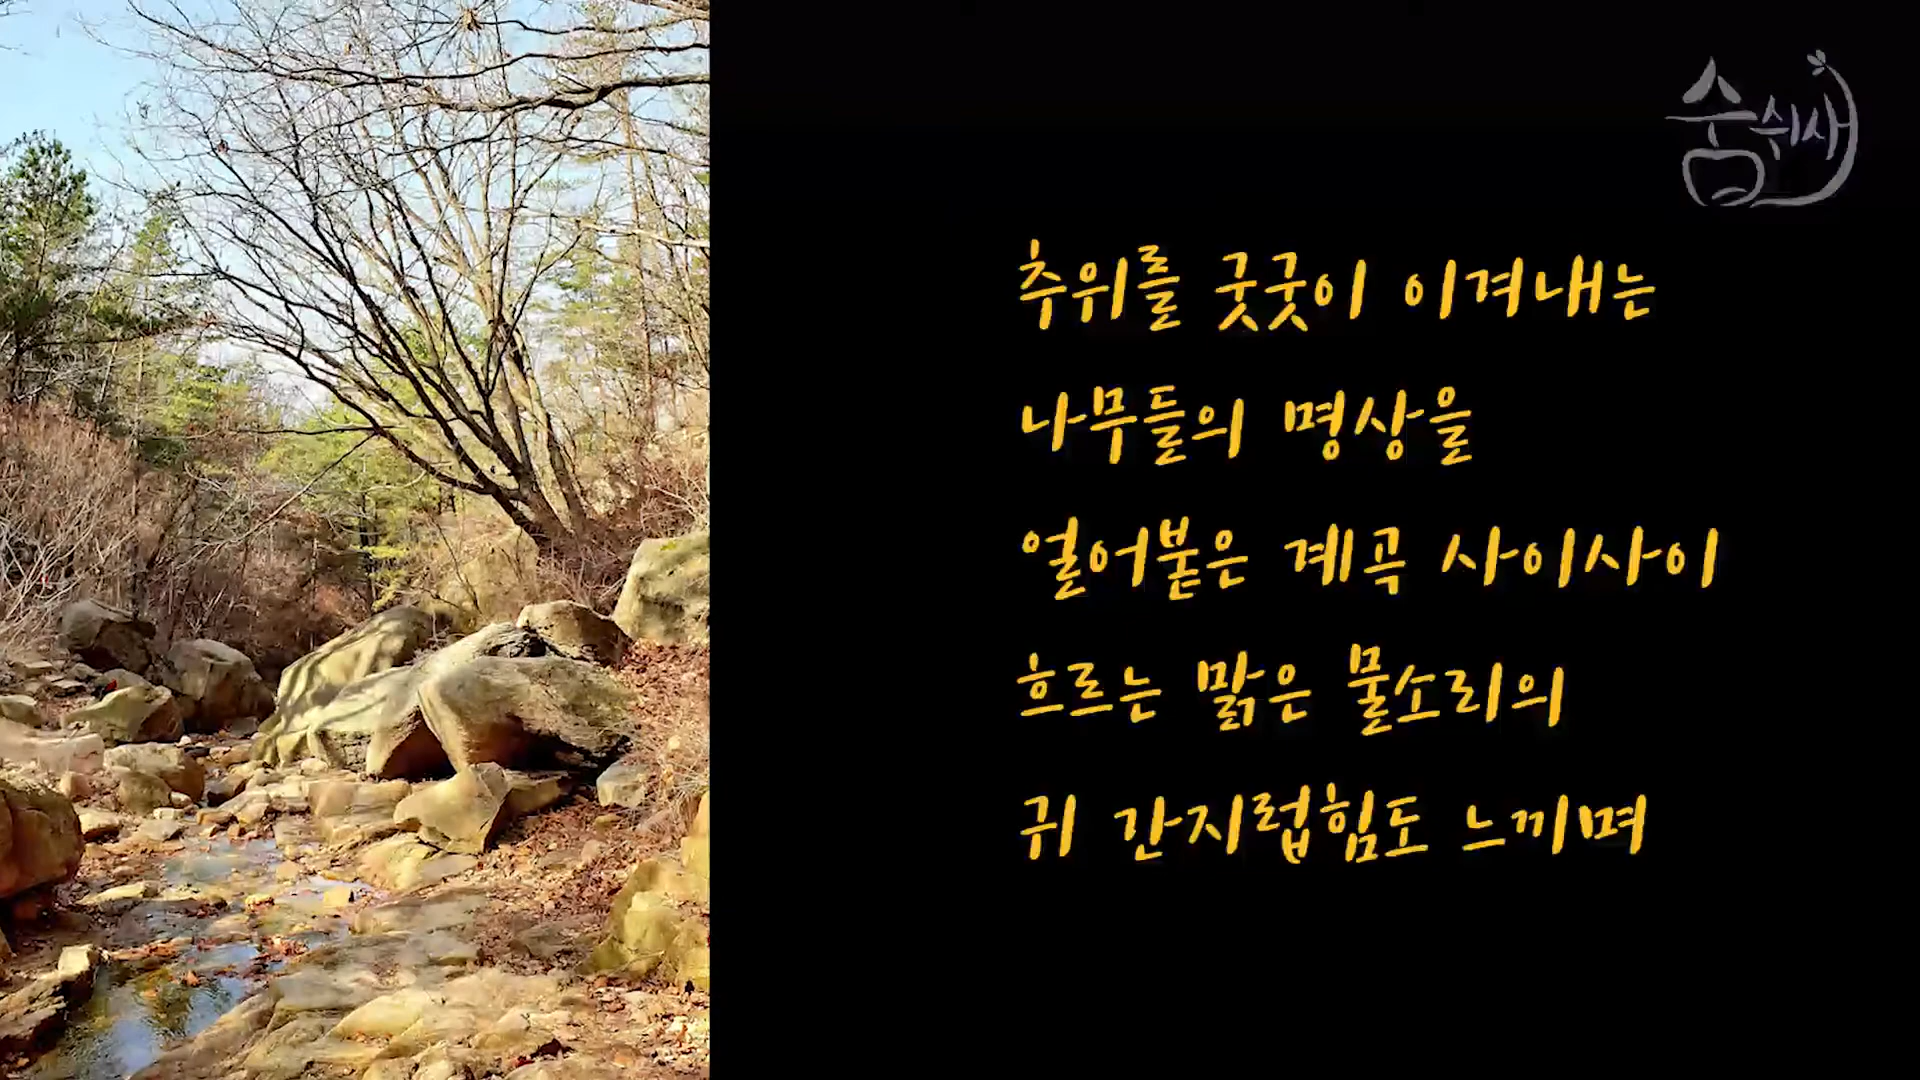 숨쉬새
추위를 굿굿이 이겨내는
나무들의 명상을
얼어붙은 계곡 사이사이
흐르는 맑은 물소리의
귀 간지럽힘도 느끼며